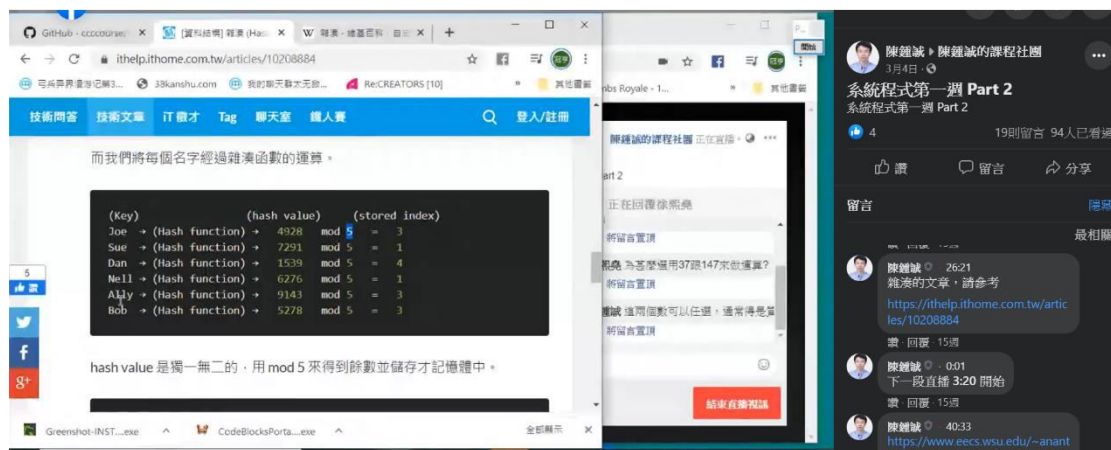 GitHub - cccourse
[資料結構] 雜湊 (Has
W 雜湊 - 維基百科,自
ithelp.ithome.com.tw/articles/10208884
33kanshu.com
Re:CREATORS [10]
»
其他書籤
nbs Royale - 1...
»
其他書籤
開始
技術問答 技術文章 iT 徵才 Tag 聊天室 鐵人賽 登入/註冊
而我們將每個名字經過雜湊函數的運算。
(Key) (hash value) (stored index)
Joe → (Hash function) → 4928 mod 5 = 3
Sue → (Hash function) → 7291 mod 5 = 1
Dan → (Hash function) → 1539 mod 5 = 4
Nell → (Hash function) → 6276 mod 5 = 1
Ally → (Hash function) → 9143 mod 5 = 3
Bob → (Hash function) → 5278 mod 5 = 3
5
讚
hash value 是獨一無二的,用 mod 5 來得到餘數並儲存才記憶體中。
Greenshot-INST....exe
CodeBlocksPorta....exe
全部顯示
陳鍾誠的課程社團 正在直播
art 2
正在回覆徐熙堯
將留言置頂
為甚麼選用37跟147來做運算?
將留言置頂
這兩個數可以任選,通常得是質
將留言置頂
結束直播視訊
陳鍾誠 ▸ 陳鍾誠的課程社團
3月4日
系統程式第一週 Part 2
系統程式第一週 Part 2
4
19則留言 94人已看過
讚 留言 分享
留言
隱藏
最相關
陳鍾誠 26:21
雜湊的文章,請參考
https://ithelp.ithome.com.tw/artic
les/10208884
讚 · 回覆 · 15週
陳鍾誠 · 0:01
下一段直播 3:20 開始
讚 · 回覆 · 15週
陳鍾誠 · 40:33
https://www.eecs.wsu.edu/~anant